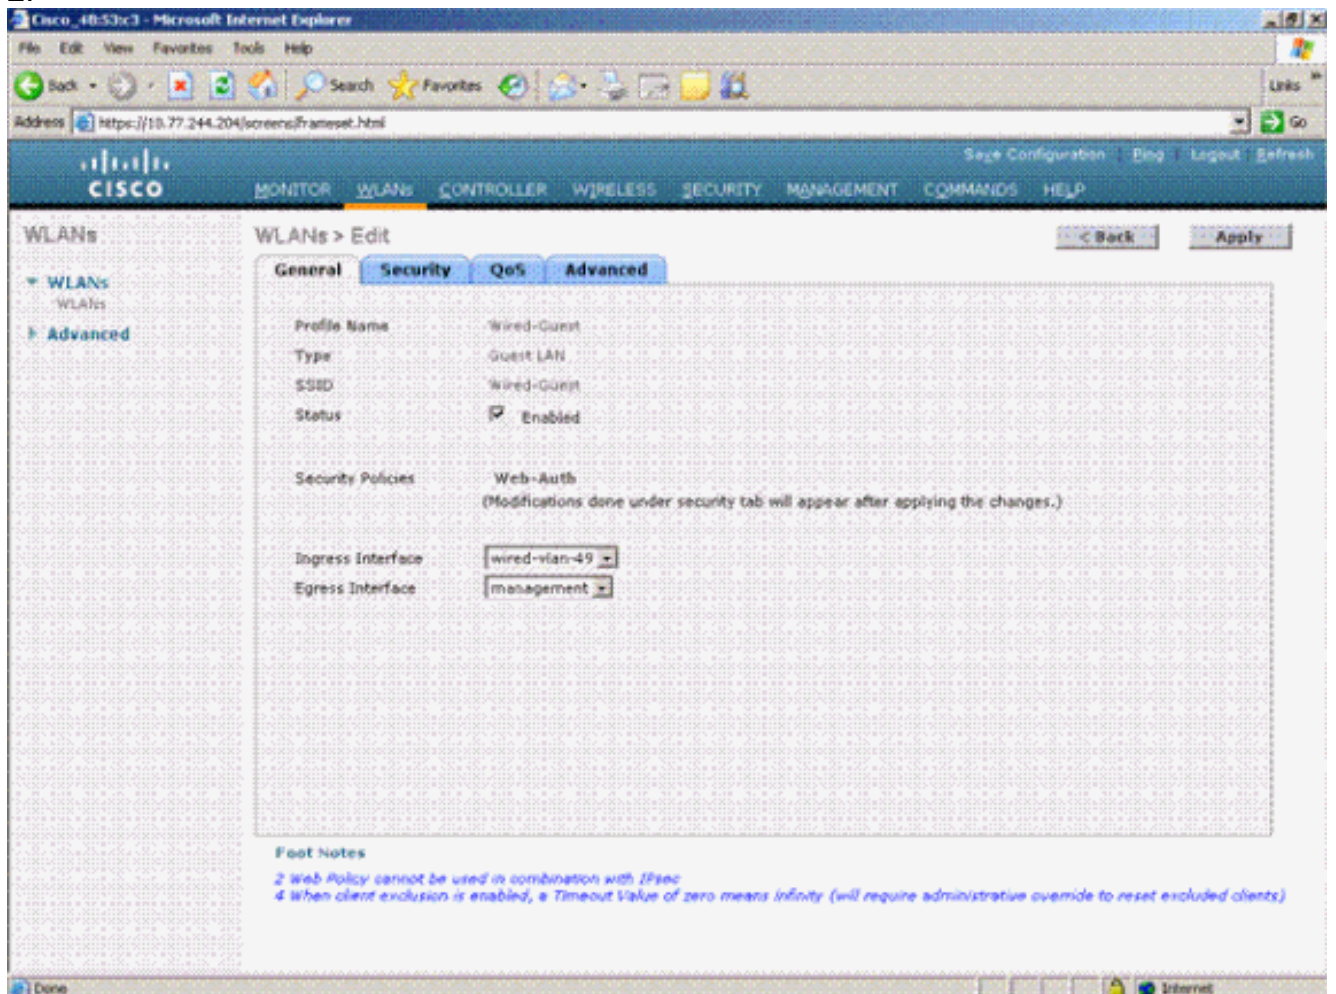 2.
Cisco_48:53:c3 - Microsoft Internet Explorer
File Edit View Favorites Tools Help
Back Search Favorites Links
Address https://10.77.244.204/screens/frameset.html Go
Save Configuration Ping Logout Refresh
CISCO MONITOR WLANs CONTROLLER WIRELESS SECURITY MANAGEMENT COMMANDS HELP
WLANs WLANs > Edit < Back Apply
General Security QoS Advanced
WLANs
WLANs
Advanced
Profile Name Wired-Guest
Type Guest LAN
SSID Wired-Guest
Status Enabled
Security Policies Web-Auth
(Modifications done under security tab will appear after applying the changes.)
Ingress Interface wired-vlan-49
Egress Interface management
Foot Notes
2 Web Policy cannot be used in combination with IPsec
4 When client exclusion is enabled, a Timeout Value of zero means infinity (will require administrative override to reset excluded clients)
Done Internet